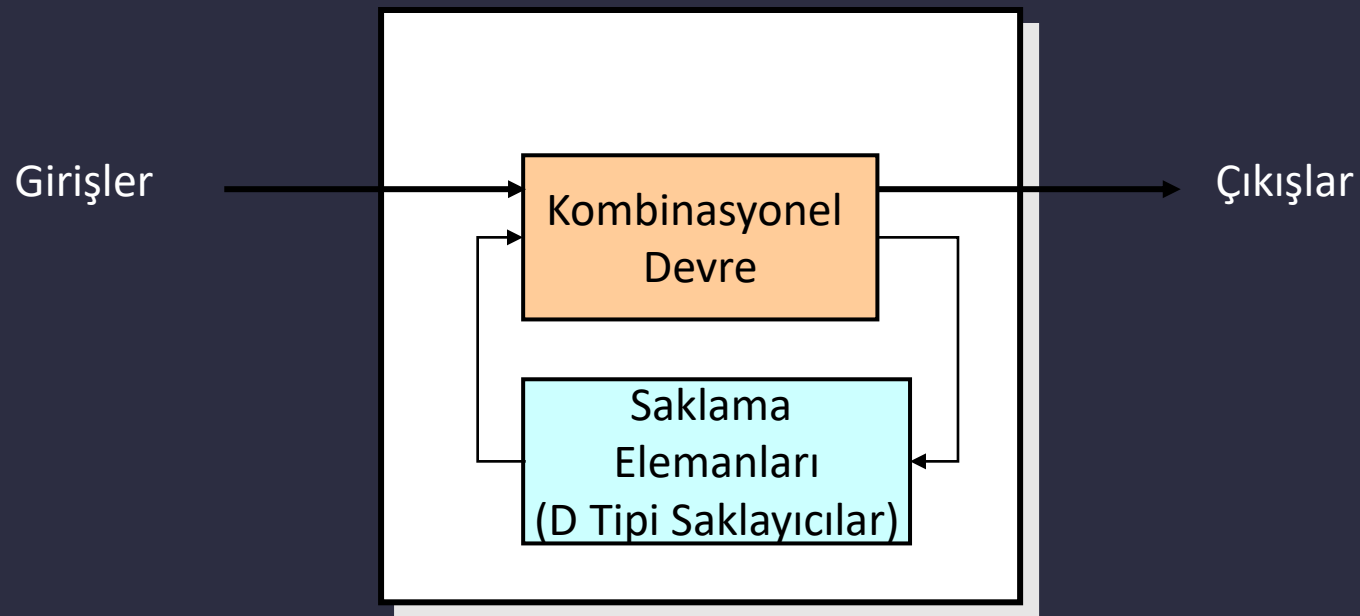 Girişler
Kombinasyonel
Devre
Çıkışlar
Saklama
Elemanları
(D Tipi Saklayıcılar)